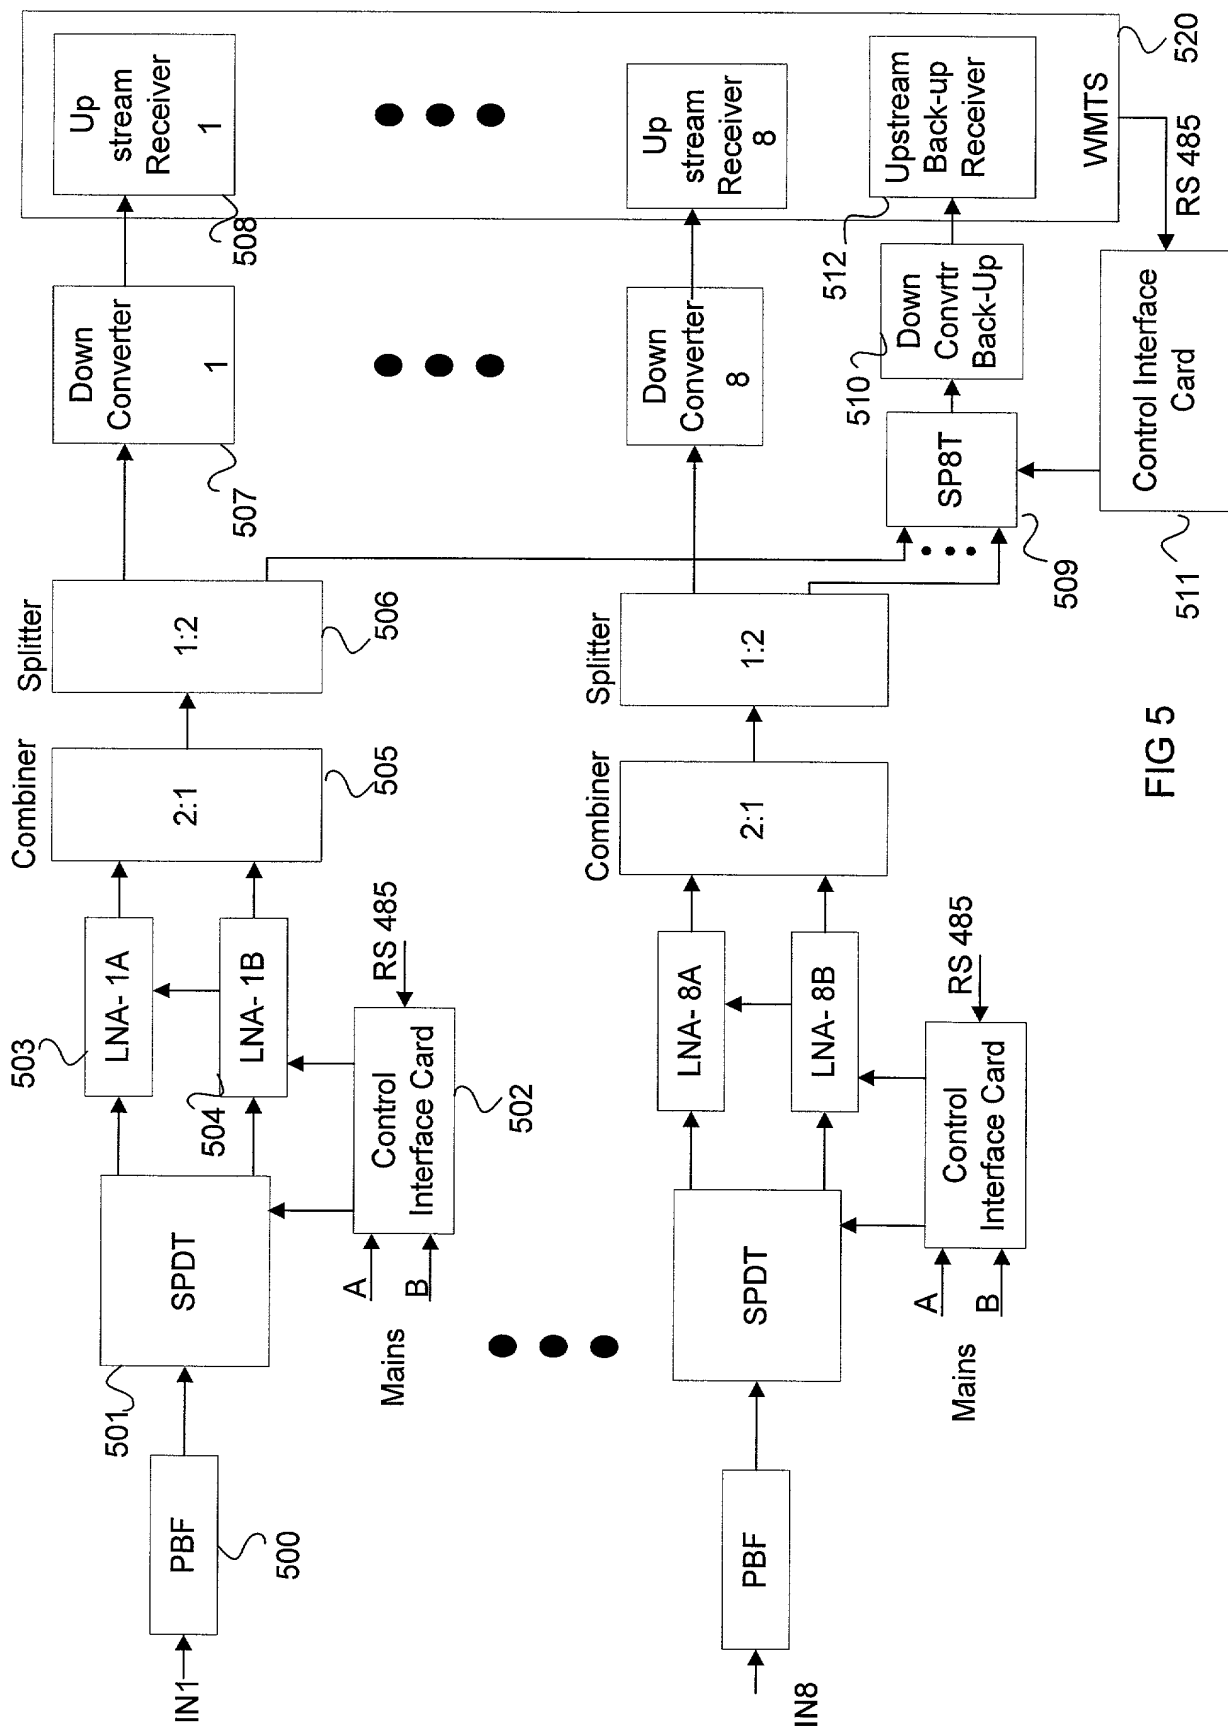 IN1
PBF
500
SPDT
501
Mains
A
B
Control
Interface Card
502
RS 485
LNA- 1A
503
LNA- 1B
504
Combiner
2:1
505
Splitter
1:2
506
Down
Converter
1
507
Up
stream
Receiver
1
508
IN8
PBF
SPDT
Mains
A
B
Control
Interface Card
RS 485
LNA- 8A
LNA- 8B
Combiner
2:1
Splitter
1:2
Down
Converter
8
Up
stream
Receiver
8
SP8T
509
Down
Convrtr
Back-Up
510
Upstream
Back-up
Receiver
512
WMTS
520
RS 485
Control Interface
Card
511
FIG 5